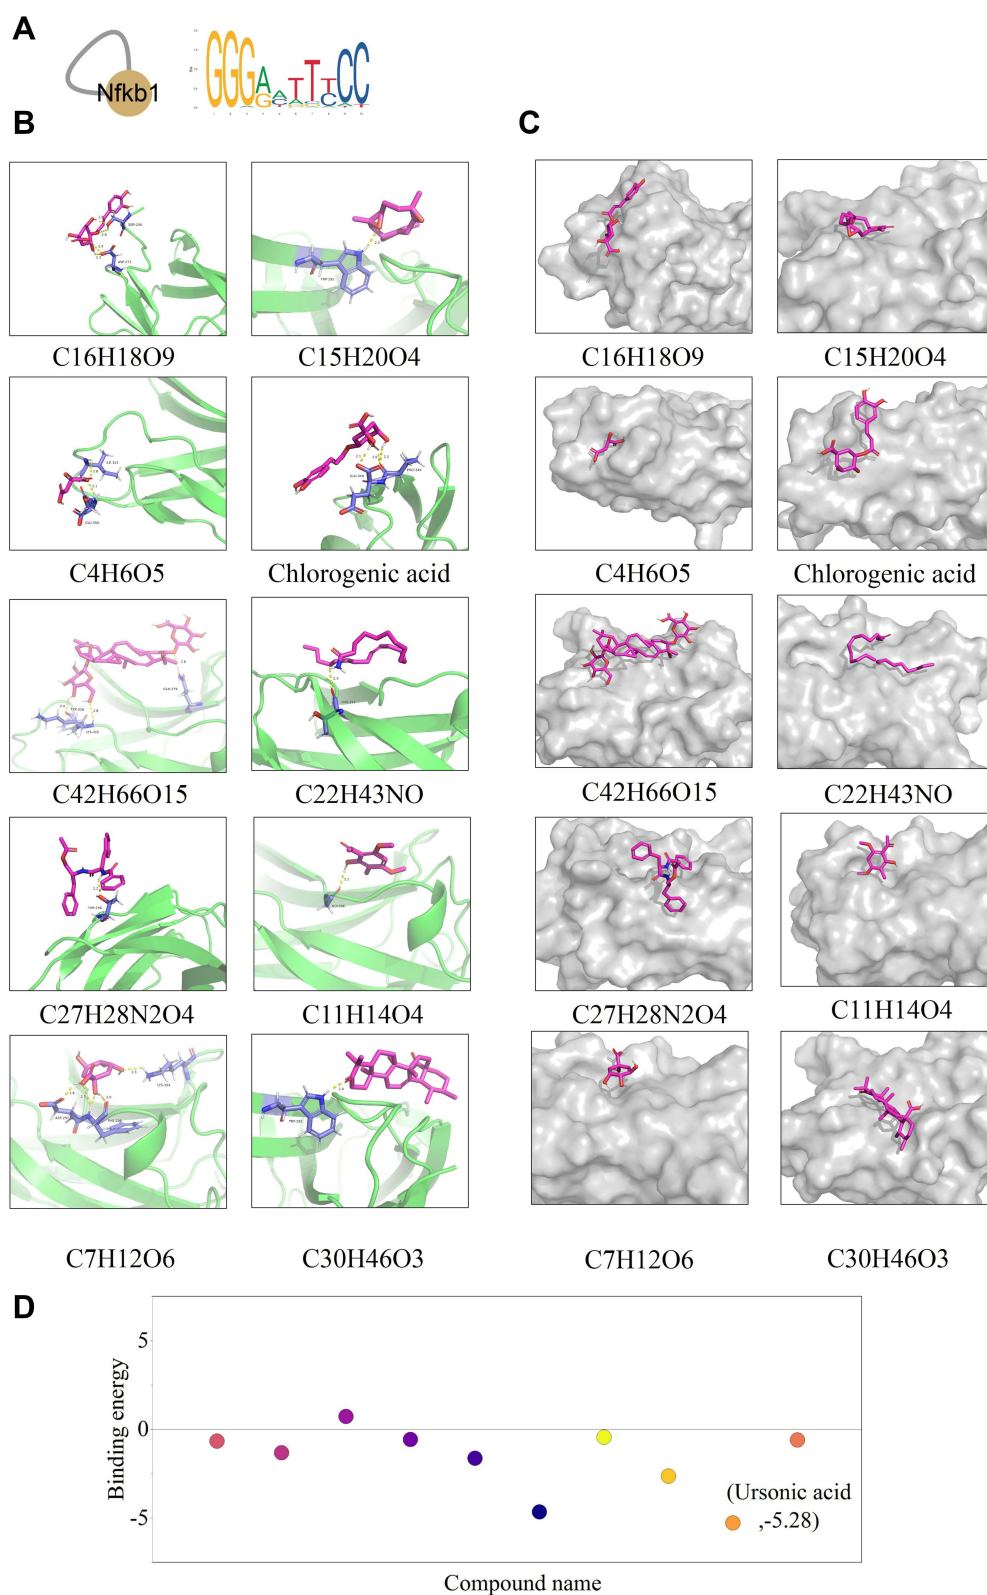 A
Nfkb1
GGGAATTTCC
B
C
C16H18O9
C15H20O4
C16H18O9
C15H20O4
C4H6O5
Chlorogenic acid
C4H6O5
Chlorogenic acid
C42H66O15
C22H43NO
C42H66O15
C22H43NO
C27H28N2O4
C11H14O4
C27H28N2O4
C11H14O4
C7H12O6
C30H46O3
C7H12O6
C30H46O3
D
Binding energy
5
0
-5
(Ursonic acid
,-5.28)
Compound name